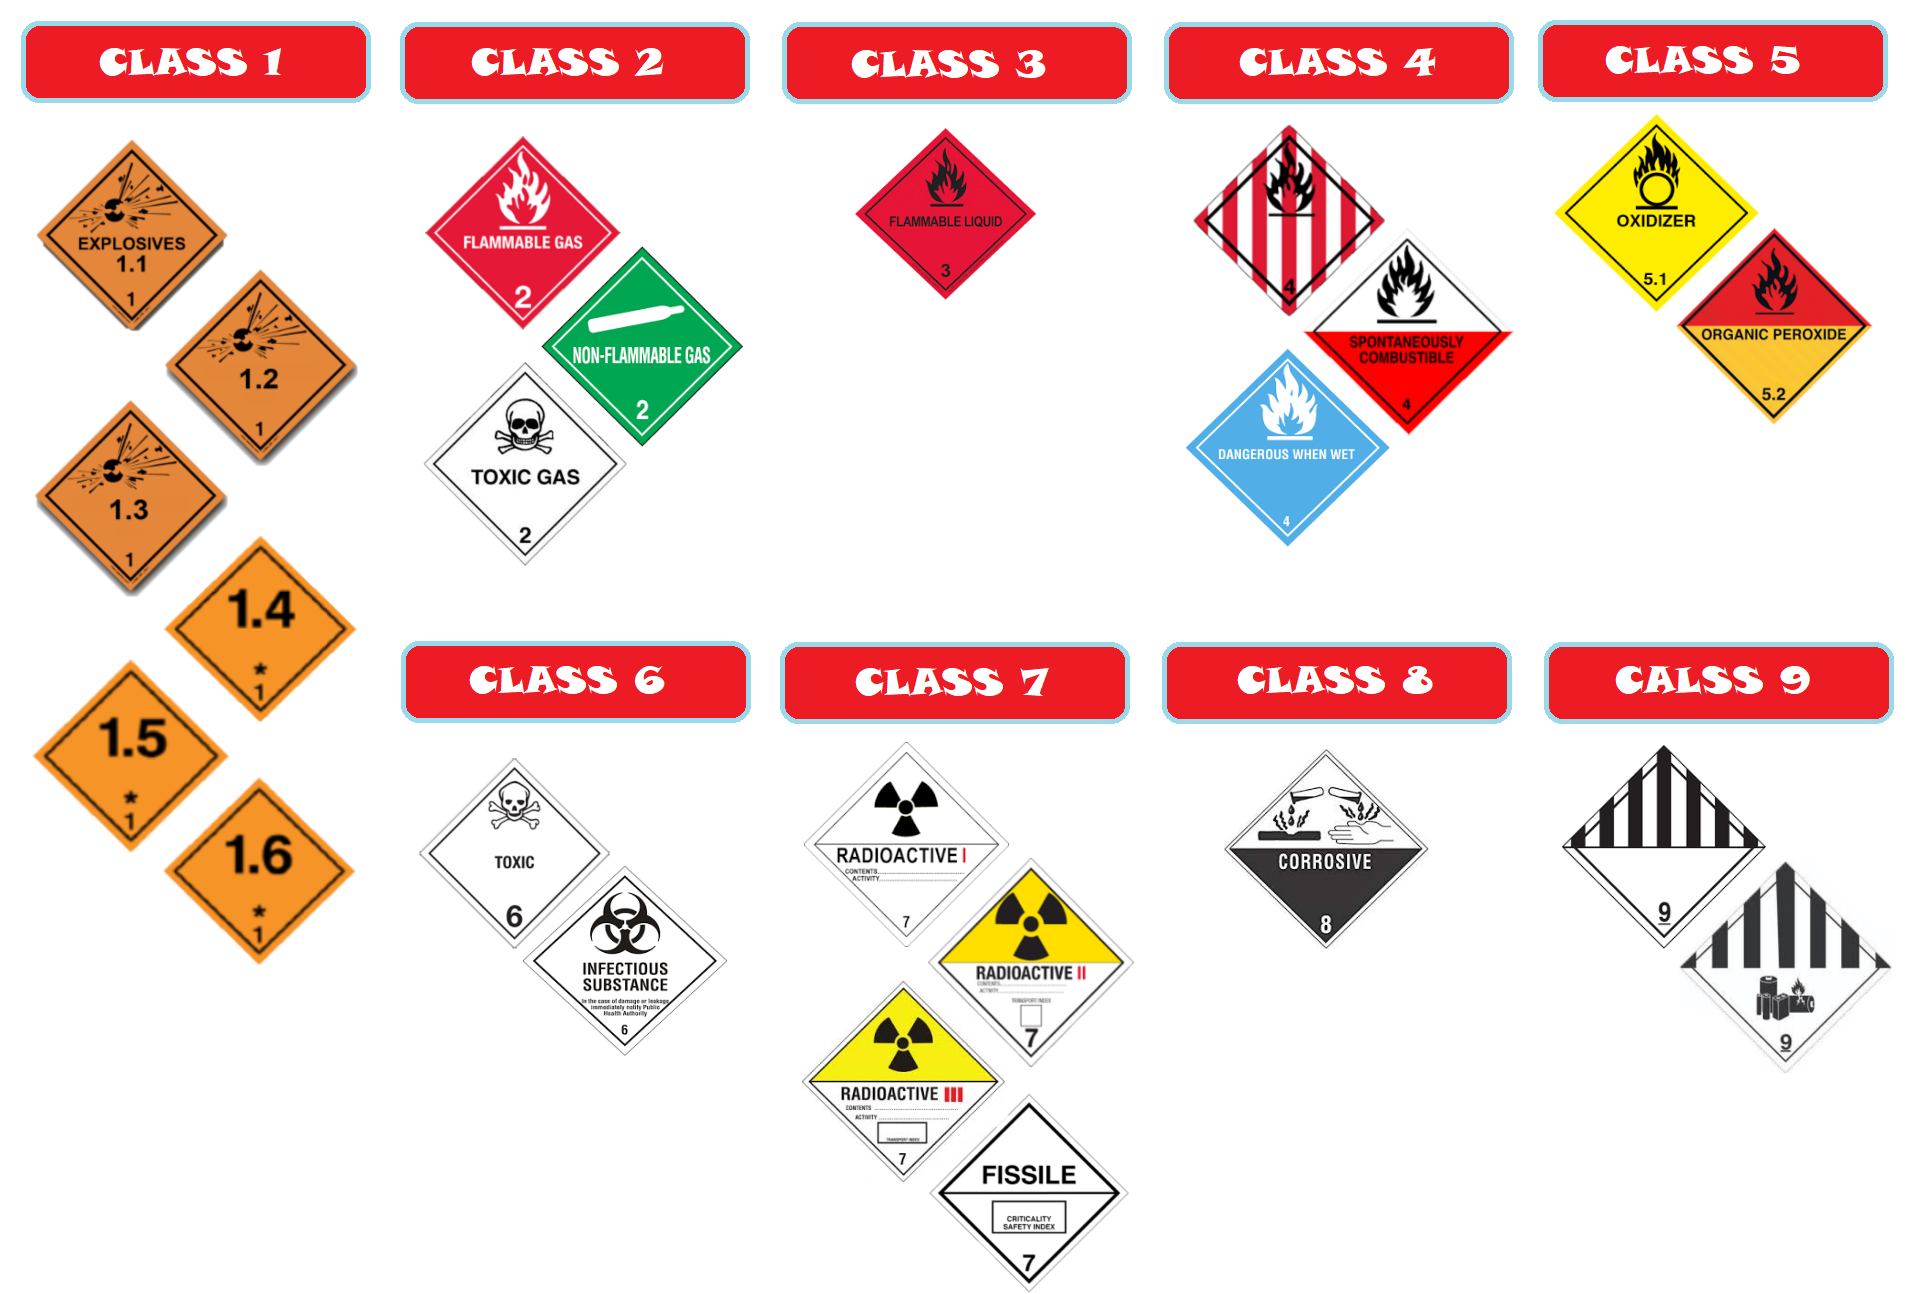 CLASS 1
EXPLOSIVES
1.1
1
1.2
1
1.3
1
1.4
*
1
1.5
*
1
1.6
*
1
CLASS 2
FLAMMABLE GAS
2
NON-FLAMMABLE GAS
2
TOXIC GAS
2
CLASS 3
FLAMMABLE LIQUID
3
CLASS 4
4
SPONTANEOUSLY
COMBUSTIBLE
4
DANGEROUS WHEN WET
4
CLASS 5
OXIDIZER
5.1
ORGANIC PEROXIDE
5.2
CLASS 6
TOXIC
6
INFECTIOUS
SUBSTANCE
In the case of damage or leakage
immediately notify Public
Health Authority
6
CLASS 7
RADIOACTIVE I
CONTENTS
ACTIVITY
7
RADIOACTIVE II
CONTENTS
ACTIVITY
TRANSPORT INDEX
7
RADIOACTIVE III
CONTENTS
ACTIVITY
TRANSPORT INDEX
7
FISSILE
CRITICALITY
SAFETY INDEX
7
CLASS 8
CORROSIVE
8
CALSS 9
9
9